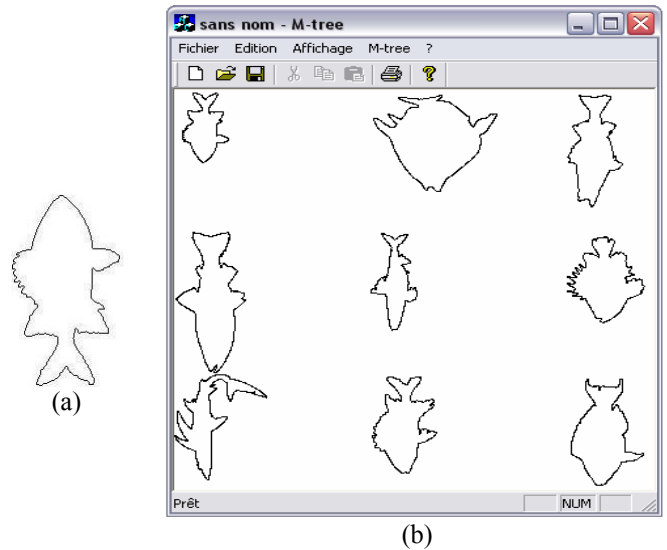 sans nom - M-tree
Fichier Edition Affichage M-tree ?
Prêt NUM
(a)
(b)